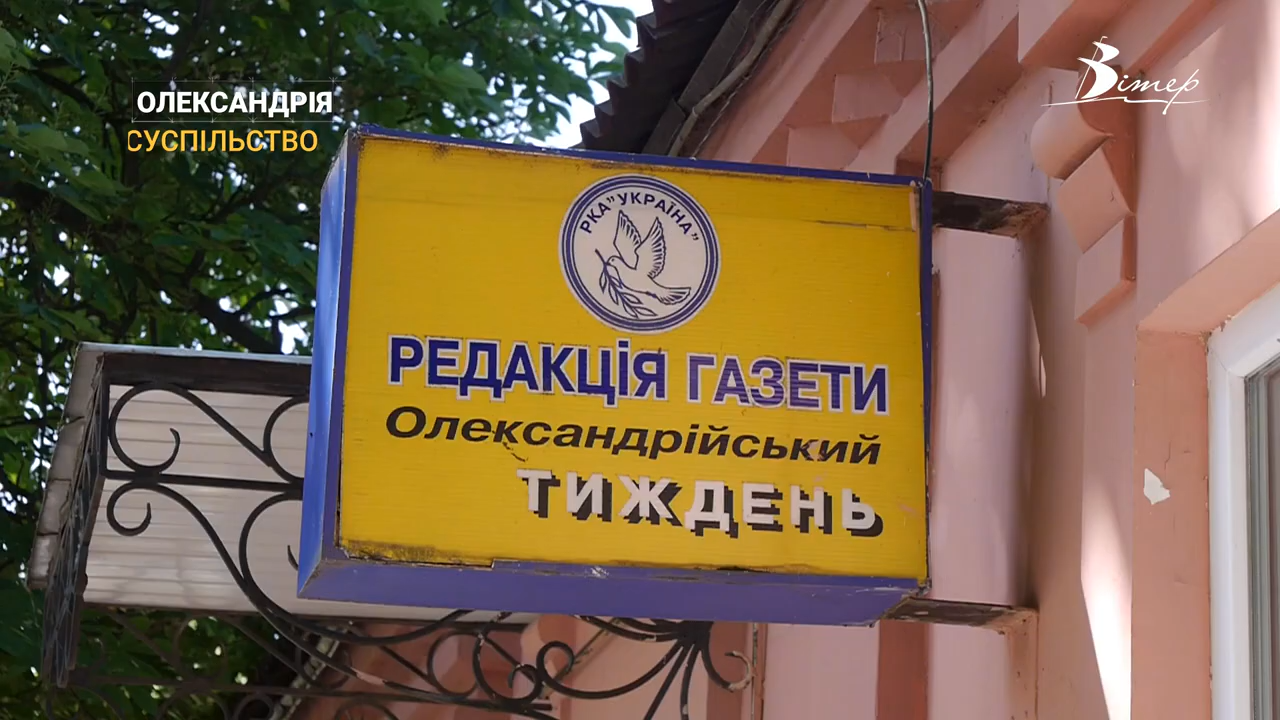 ОЛЕКСАНДРІЯ
СУСПІЛЬСТВО
Вітер
РКА"УКРАЇНА"
РЕДАКЦіЯ ГАЗЕТИ
Олександрійський
ТИЖДЕНЬ